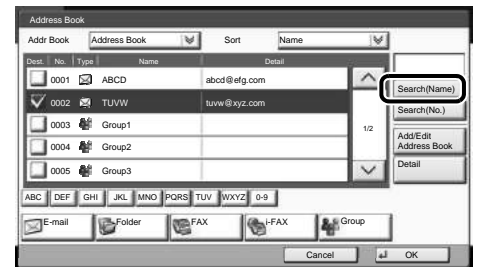 Address Book
Addr Book Address Book Sort Name
Dest. No. Type Name Detail
0001 ABCD abcd@efg.com
0002 TUVW tuvw@xyz.com
0003 Group1
0004 Group2
0005 Group3
1/2
Search(Name)
Search(No.)
Add/Edit
Address Book
Detail
ABC DEF GHI JKL MNO PQRS TUV WXYZ 0-9
E-mail Folder FAX i-FAX Group
Cancel OK